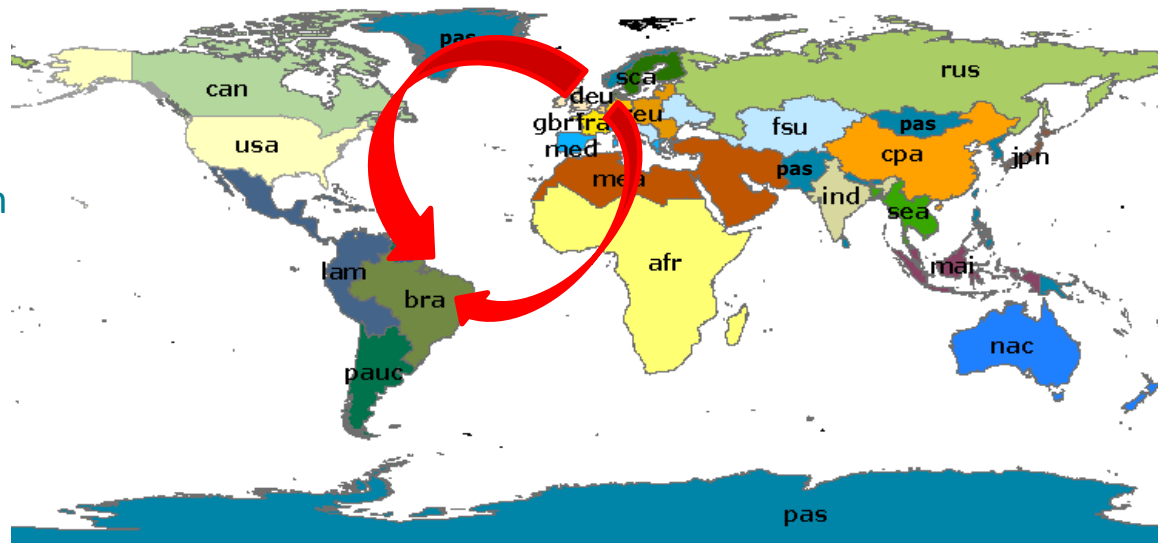 pas
can
sca
rus
deu
reu
gbr
fra
fsu
pas
usa
med
cpa
jpn
mea
pas
n
ind
sea
afr
mai
lam
bra
nac
pauc
pas